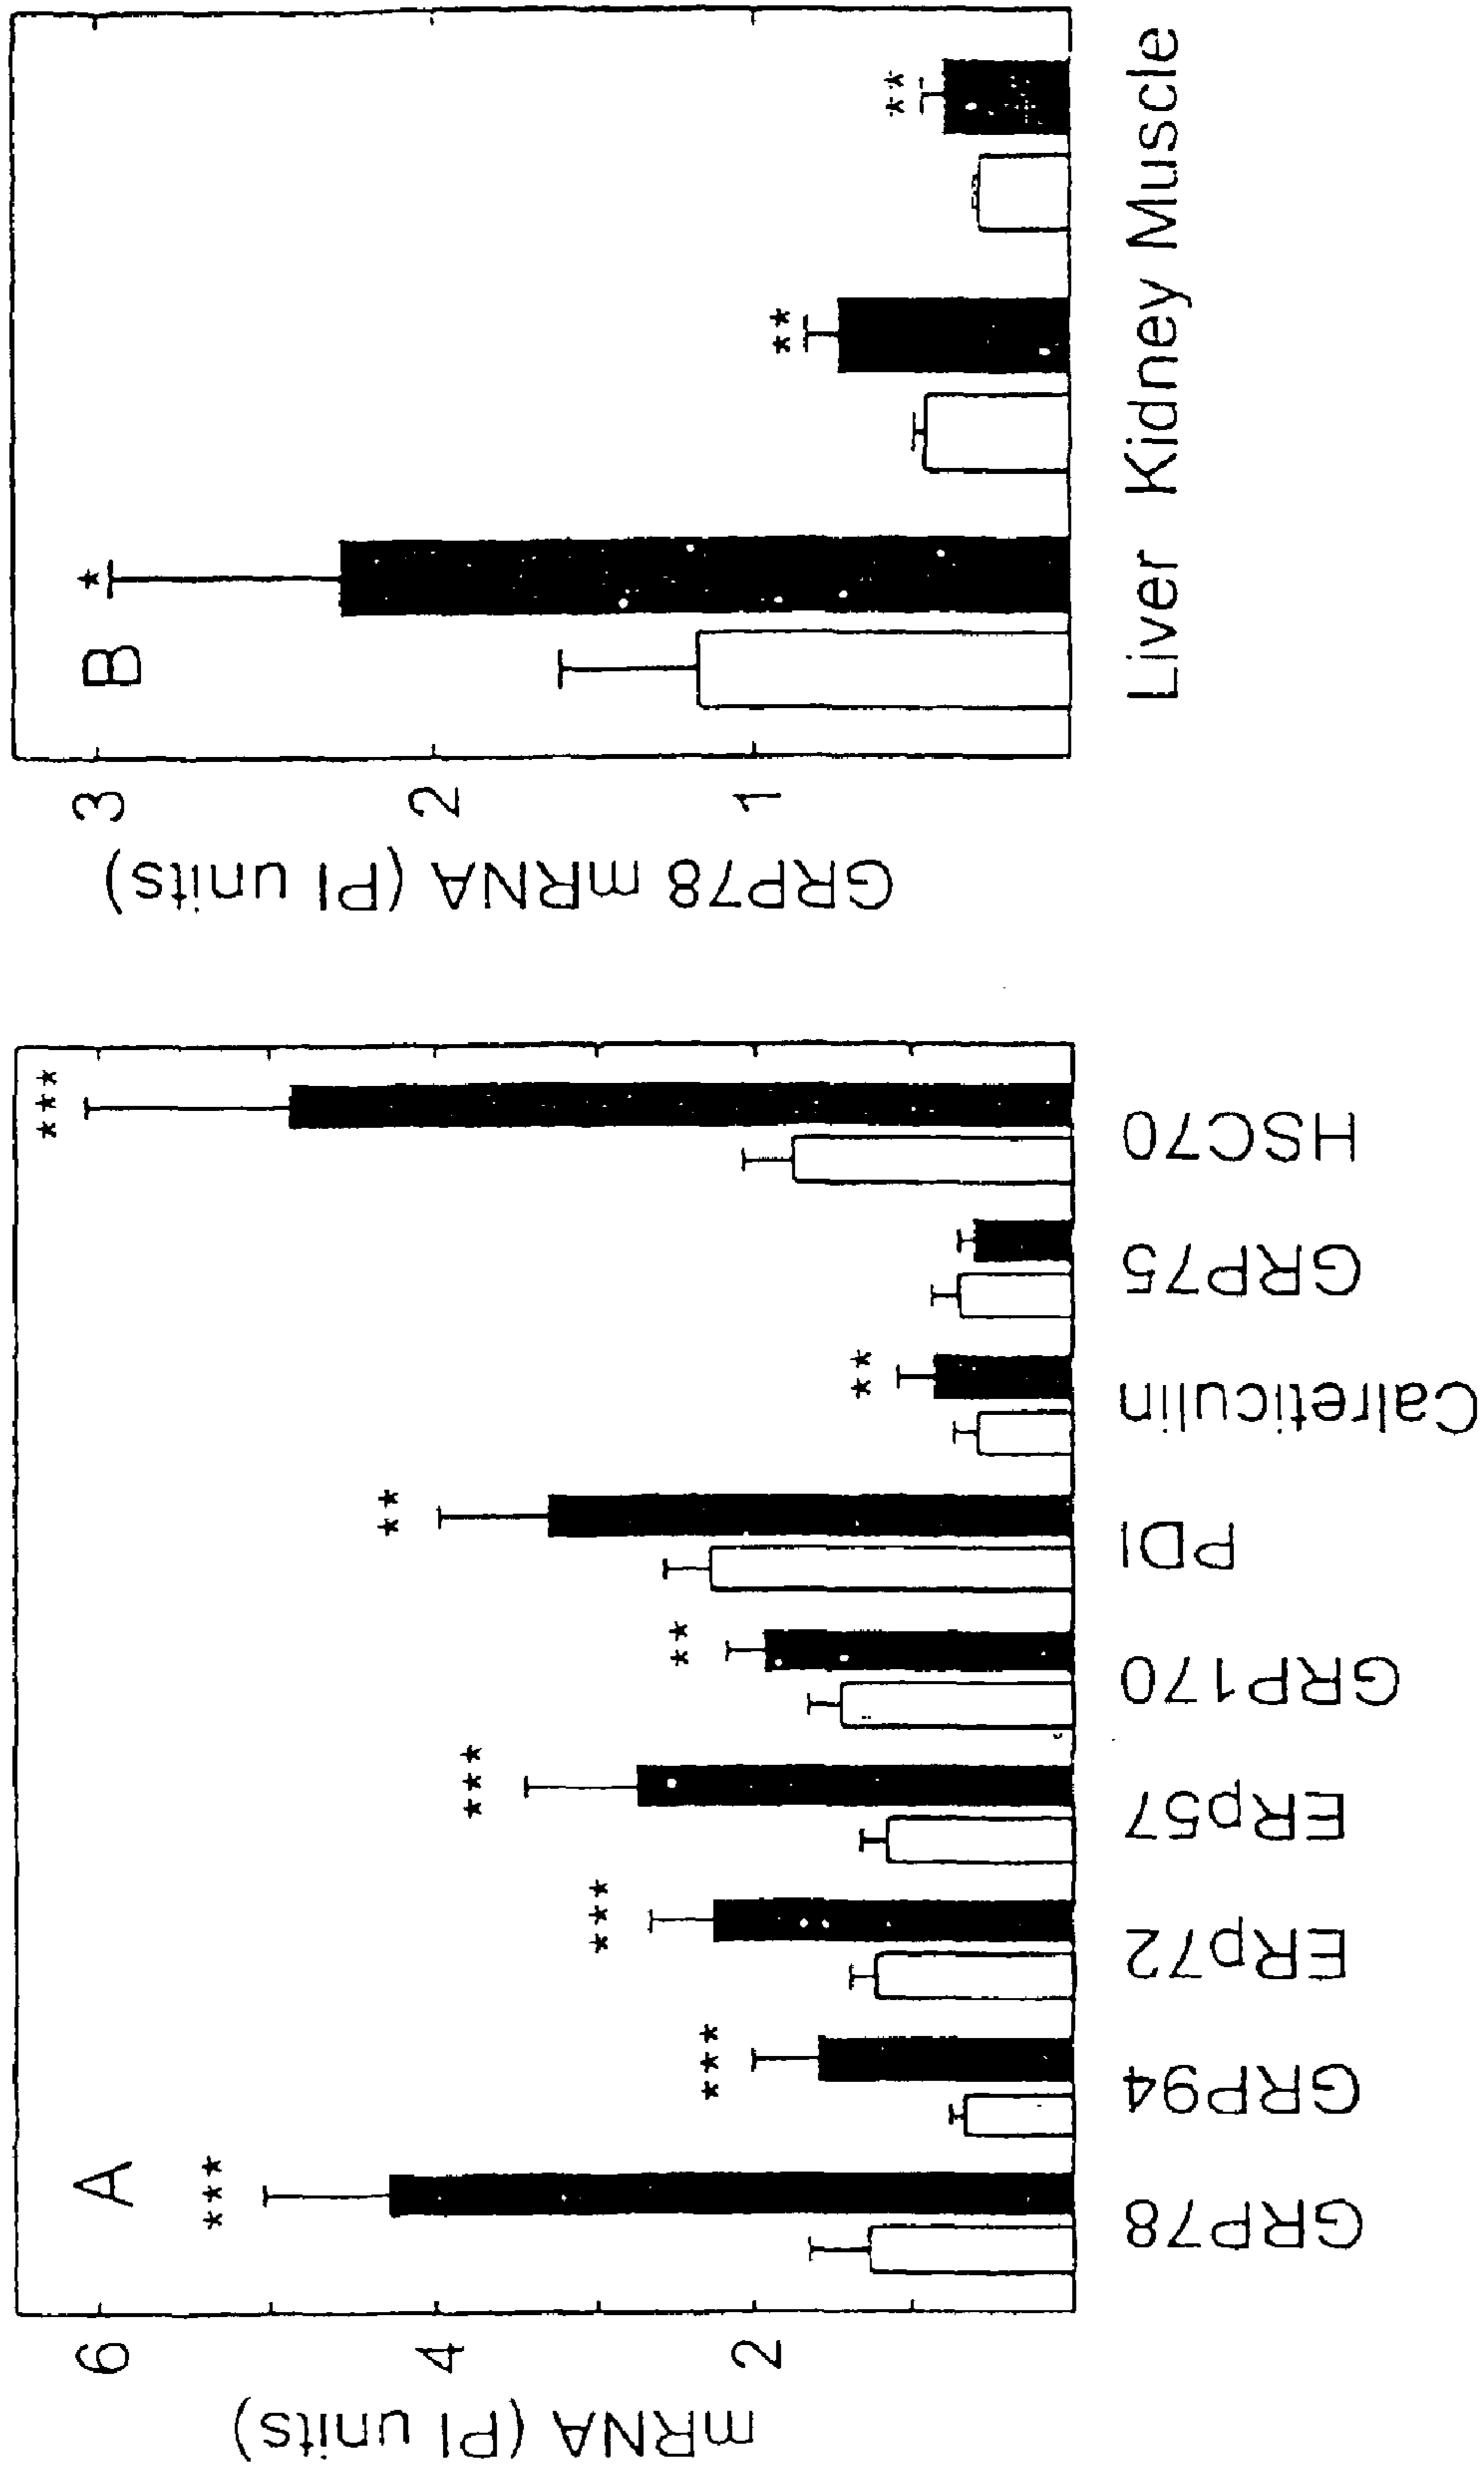 A
mRNA (PI units)
6
4
2
***
***
***
***
**
**
**
***
GRP78
GRP94
ERp72
ERp57
GRP170
PDI
Calreticulin
GRP75
HSC70
B
GRP78 mRNA (PI units)
3
2
1
*
**
**
Liver Kidney Muscle